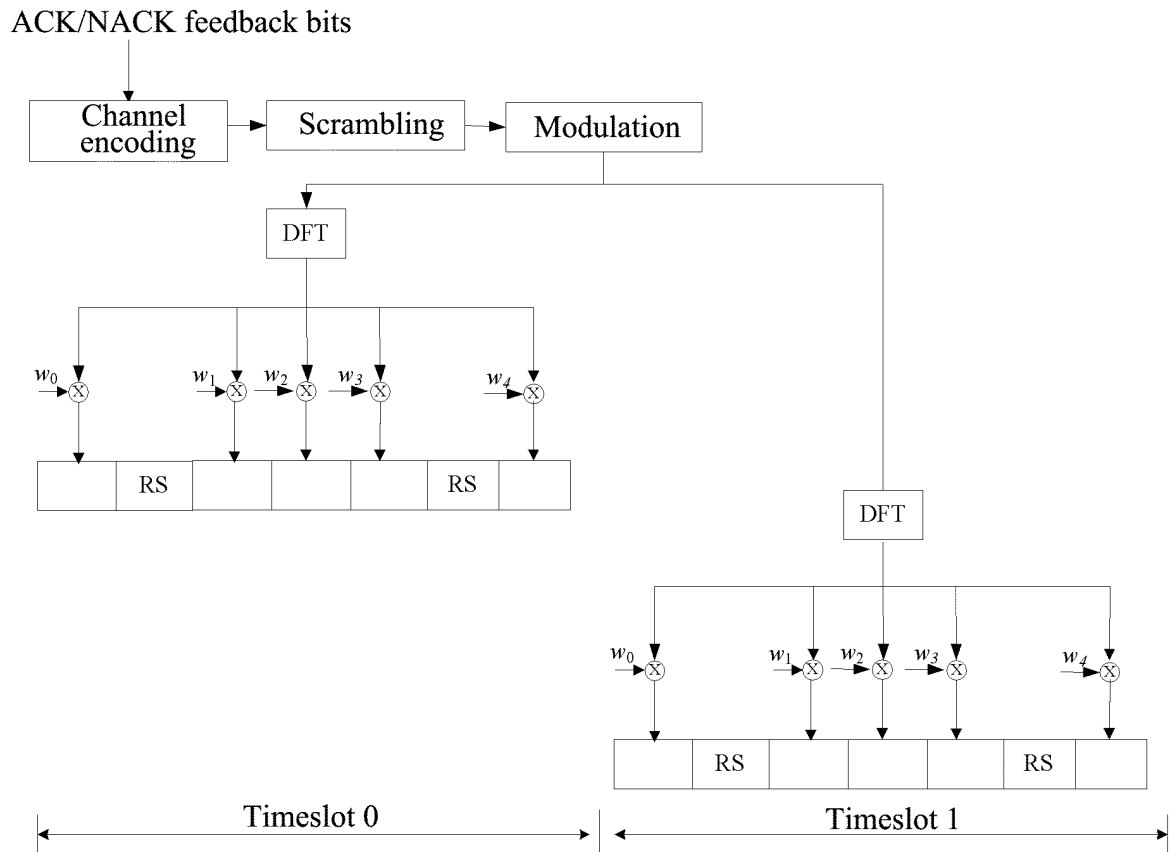 ACK/NACK feedback bits
Channel
encoding
Scrambling
Modulation
DFT
w0 w1 w2 w3 w4
X X X X X
RS RS
DFT
w0 w1 w2 w3 w4
X X X X X
RS RS
Timeslot 0
Timeslot 1